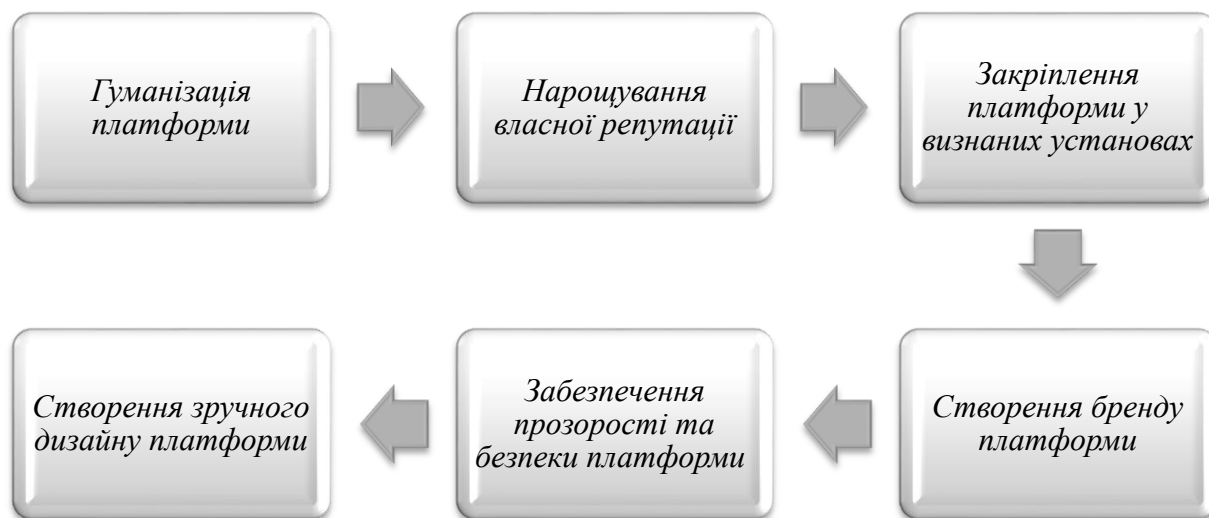 Гуманізація
платформи
Нарощування
власної репутації
Закріплення
платформи у
визнаних установах
Створення бренду
платформи
Забезпечення
прозорості та
безпеки платформи
Створення зручного
дизайну платформи